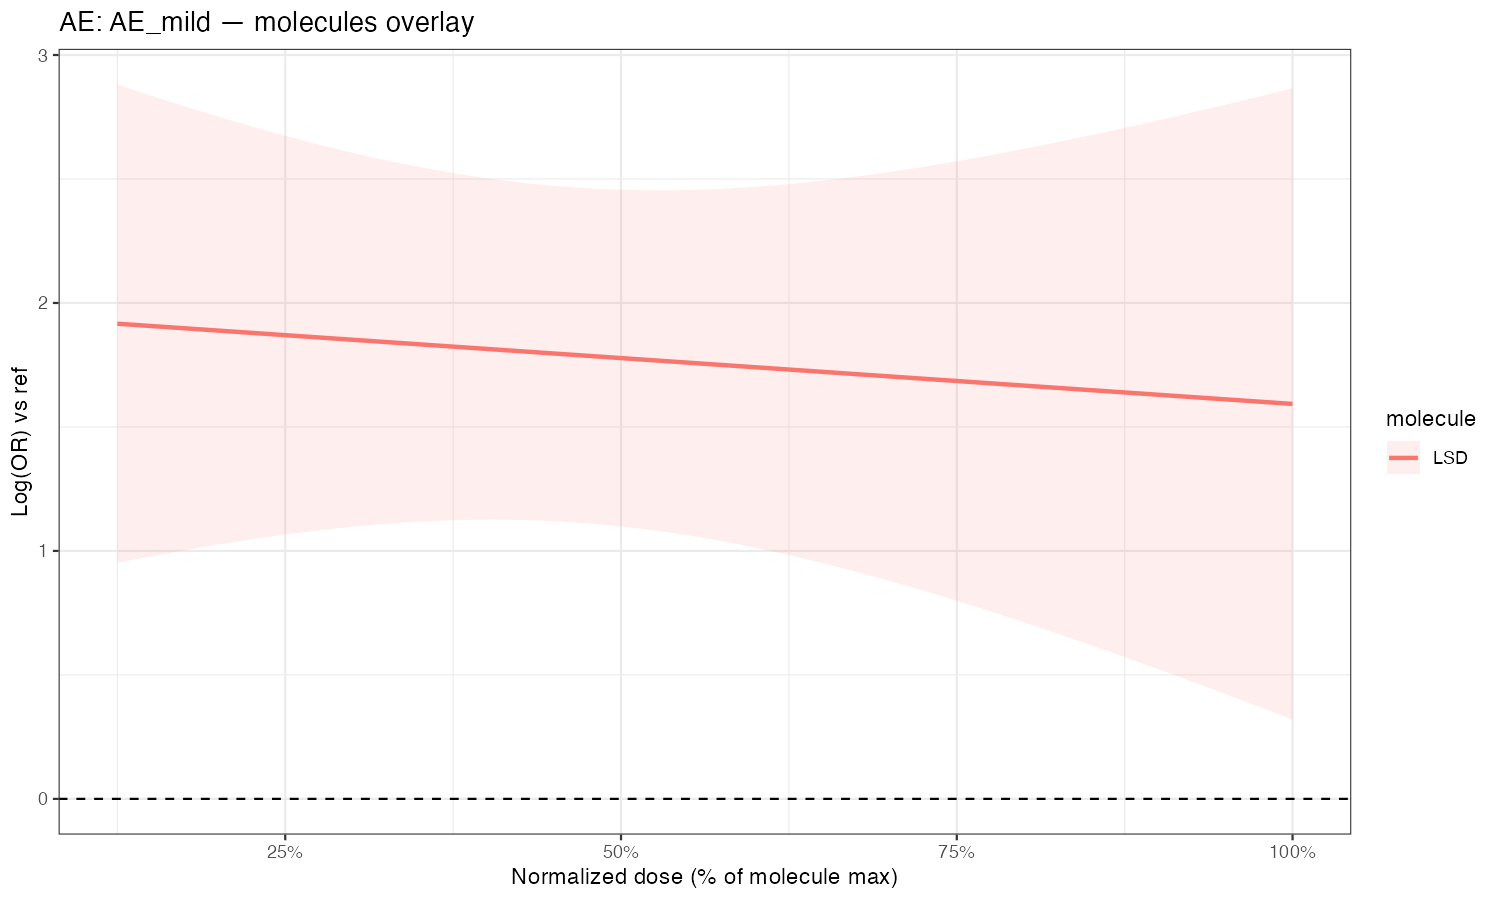 AE: AE_mild — molecules overlay
Log(OR) vs ref
3
2
1
0
25%
50%
75%
100%
Normalized dose (% of molecule max)
molecule
LSD